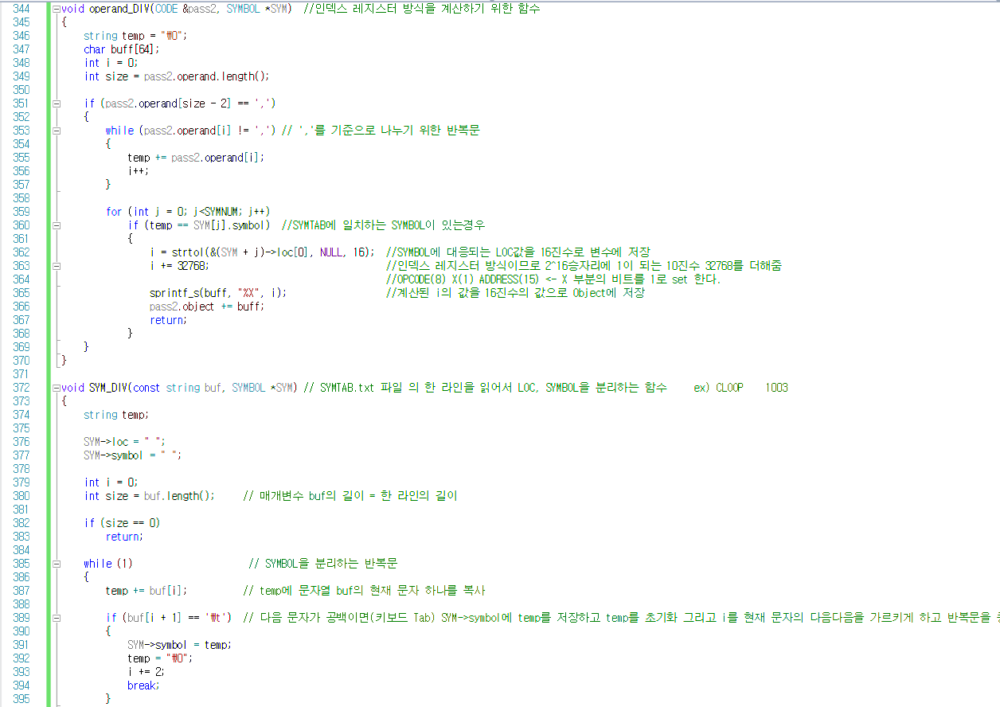 344 void operand_DIV(CODE &pass2, SYMBOL *SYM) //인덱스 레지스터 방식을 계산하기 위한 함수
345 {
346 string temp = "₩0";
347 char buff[64];
348 int i = 0;
349 int size = pass2.operand.length();
350
351 if (pass2.operand[size - 2] == ',')
352 {
353 while (pass2.operand[i] != ',') // ','를 기준으로 나누기 위한 반복문
354 {
355 temp += pass2.operand[i];
356 i++;
357 }
358
359 for (int j = 0; j<SYMNUM; j++)
360 if (temp == SYM[j].symbol) //SYMTAB에 일치하는 SYMBOL이 있는경우
361 {
362 i = strtol(&(SYM + j)->loc[0], NULL, 16); //SYMBOL에 대응되는 LOC값을 16진수로 변수에 저장
363 i += 32768; //인덱스 레지스터 방식이므로 2^16승자리에 1이 되는 10진수 32768를 더해줌
364 //OPCODE(8) X(1) ADDRESS(15) <- X 부분의 비트를 1로 set 한다.
365 sprintf_s(buff, "%X", i); //계산된 i의 값을 16진수의 값으로 Object에 저장
366 pass2.object += buff;
367 return;
368 }
369 }
370 }
371
372 void SYM_DIV(const string buf, SYMBOL *SYM) // SYMTAB.txt 파일 의 한 라인을 읽어서 LOC, SYMBOL을 분리하는 함수 ex) CLOOP 1003
373 {
374 string temp;
375
376 SYM->loc = " ";
377 SYM->symbol = " ";
378
379 int i = 0;
380 int size = buf.length(); // 매개변수 buf의 길이 = 한 라인의 길이
381
382 if (size == 0)
383 return;
384
385 while (1) // SYMBOL을 분리하는 반복문
386 {
387 temp += buf[i]; // temp에 문자열 buf의 현재 문자 하나를 복사
388
389 if (buf[i + 1] == '₩t') // 다음 문자가 공백이면(키보드 Tab) SYM->symbol에 temp를 저장하고 temp를 초기화 그리고 i를 현재 문자의 다음다음을 가르키게 하고 반복문을
390 {
391 SYM->symbol = temp;
392 temp = "₩0";
393 i += 2;
394 break;
395 }